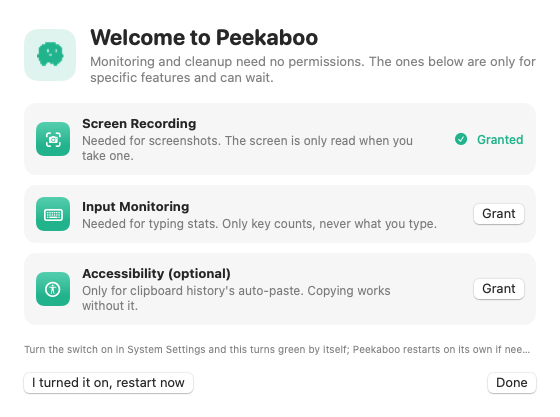 Welcome to Peekaboo
Monitoring and cleanup need no permissions. The ones below are only for
specific features and can wait.
Screen Recording
Needed for screenshots. The screen is only read when you
take one.
Granted
Input Monitoring
Needed for typing stats. Only key counts, never what you type.
Grant
Accessibility (optional)
Only for clipboard history's auto-paste. Copying works
without it.
Grant
Turn the switch on in System Settings and this turns green by itself; Peekaboo restarts on its own if nee...
I turned it on, restart now
Done